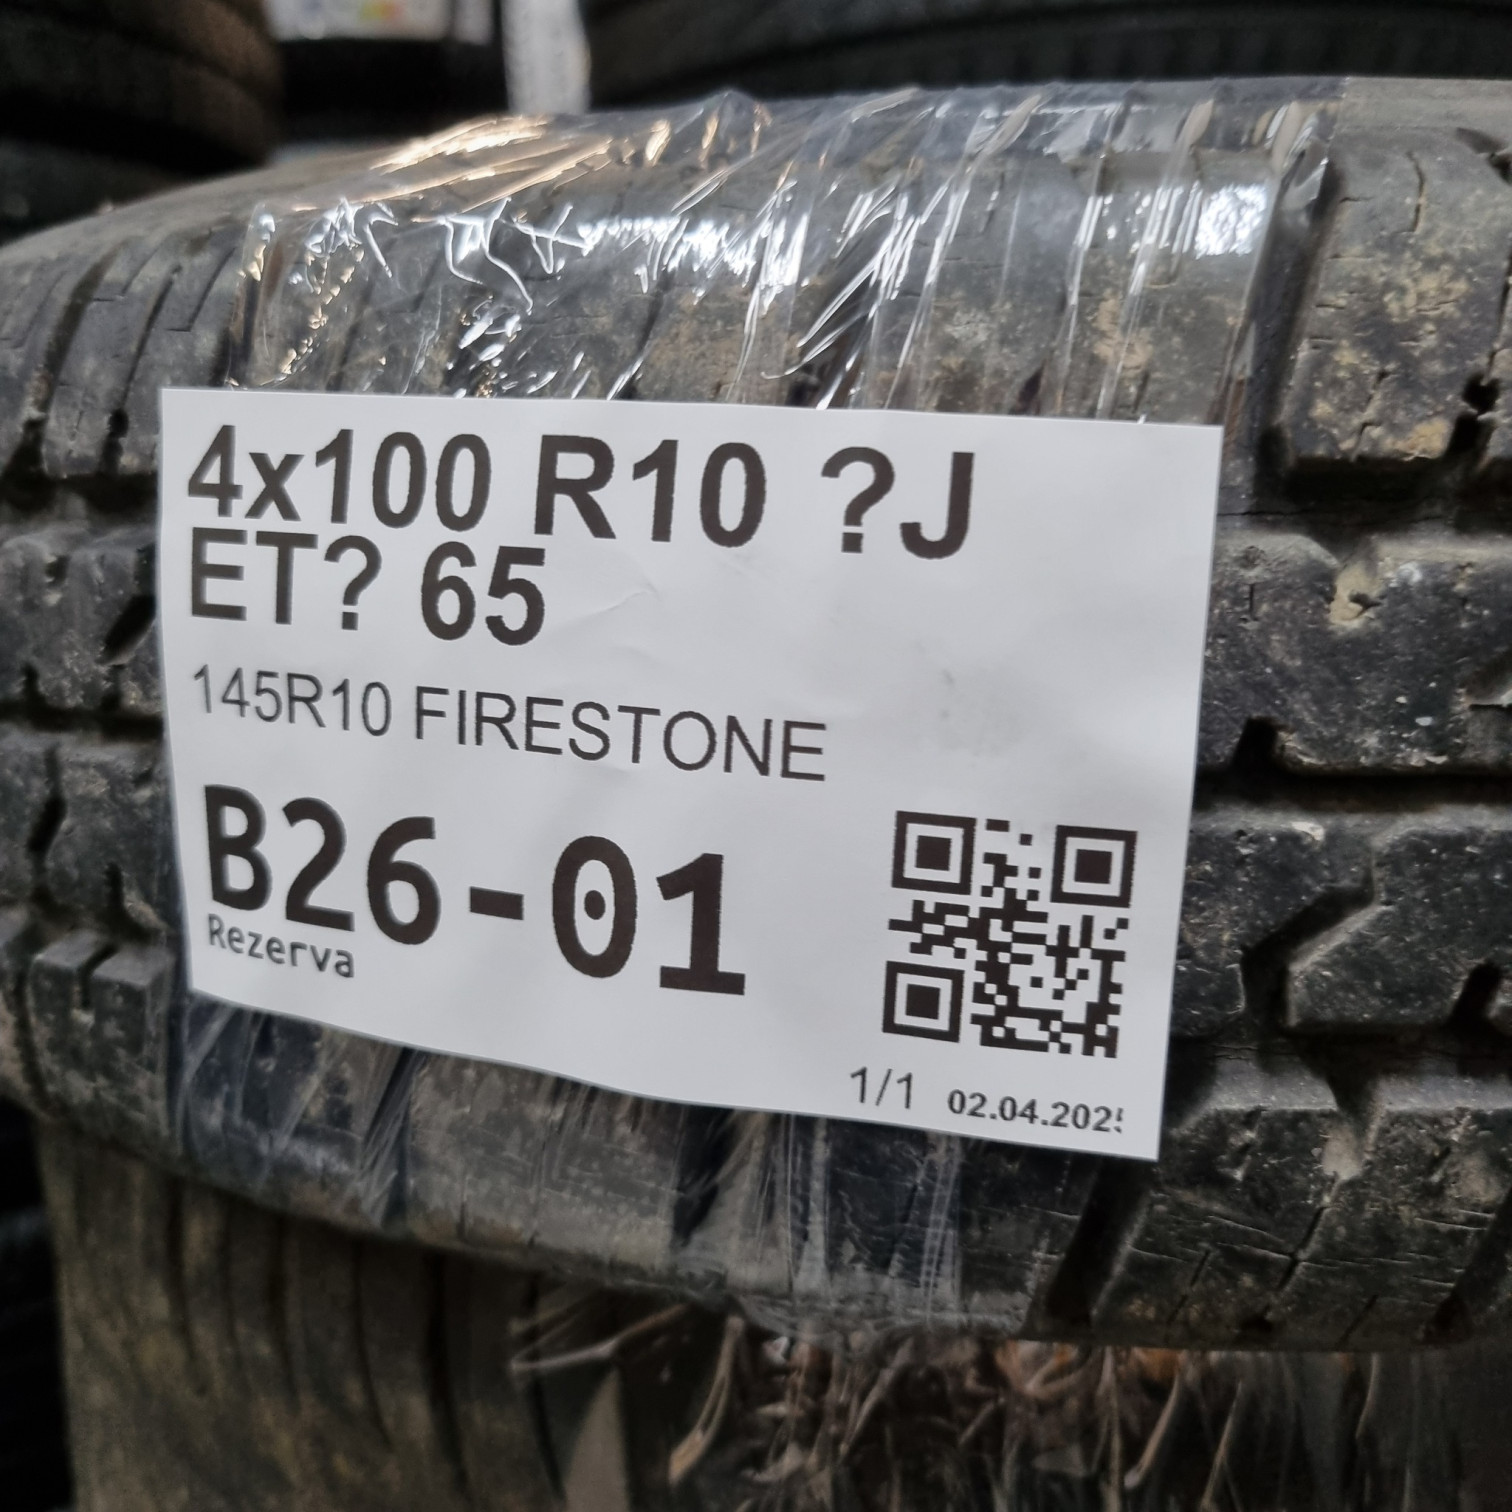 4x100 R10 ?J
ET? 65
145R10 FIRESTONE
B26-01
Rezerva
1/1 02.04.2025